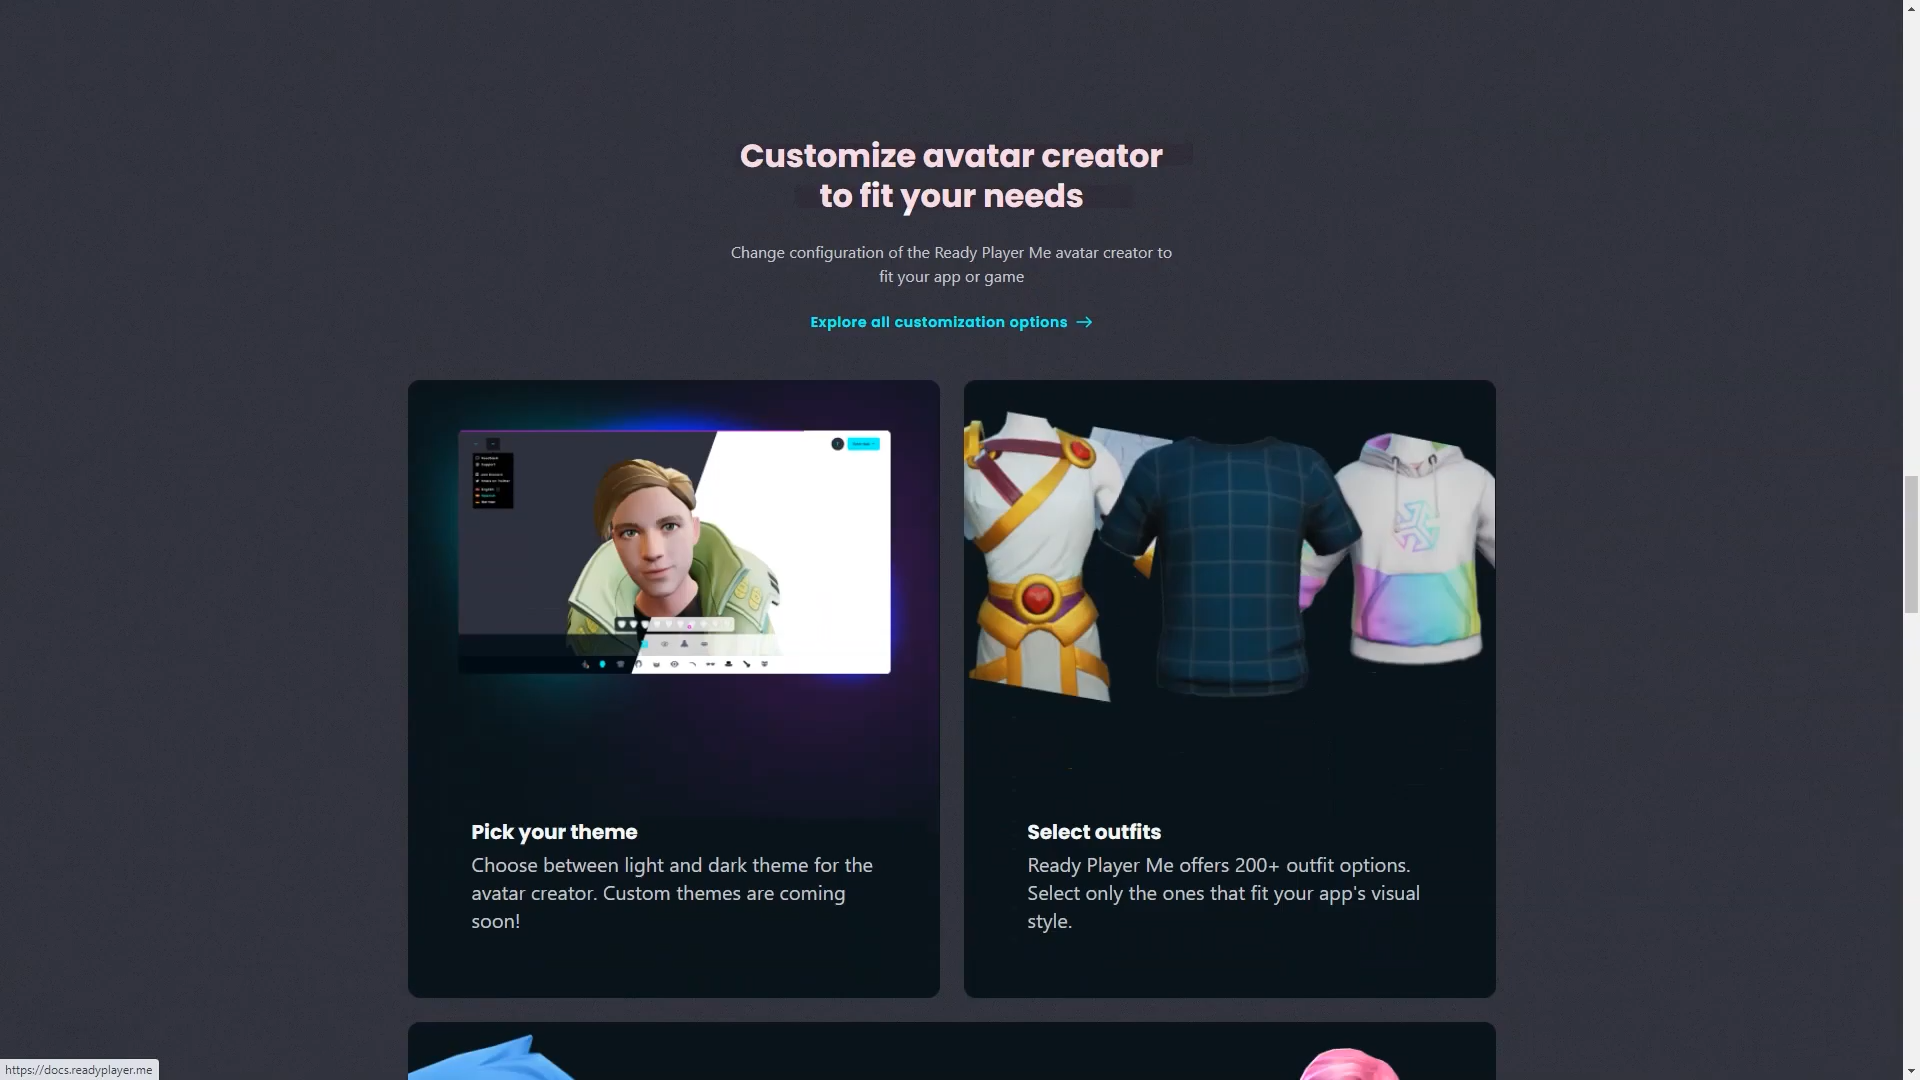 Customize avatar creator
to fit your needs
Change configuration of the Ready Player Me avatar creator to
fit your app or game
Explore all customization options
Pick your theme
Choose between light and dark theme for the
avatar creator. Custom themes are coming
soon!
Select outfits
Ready Player Me offers 200+ outfit options.
Select only the ones that fit your app's visual
style.
https://docs.readyplayer.me